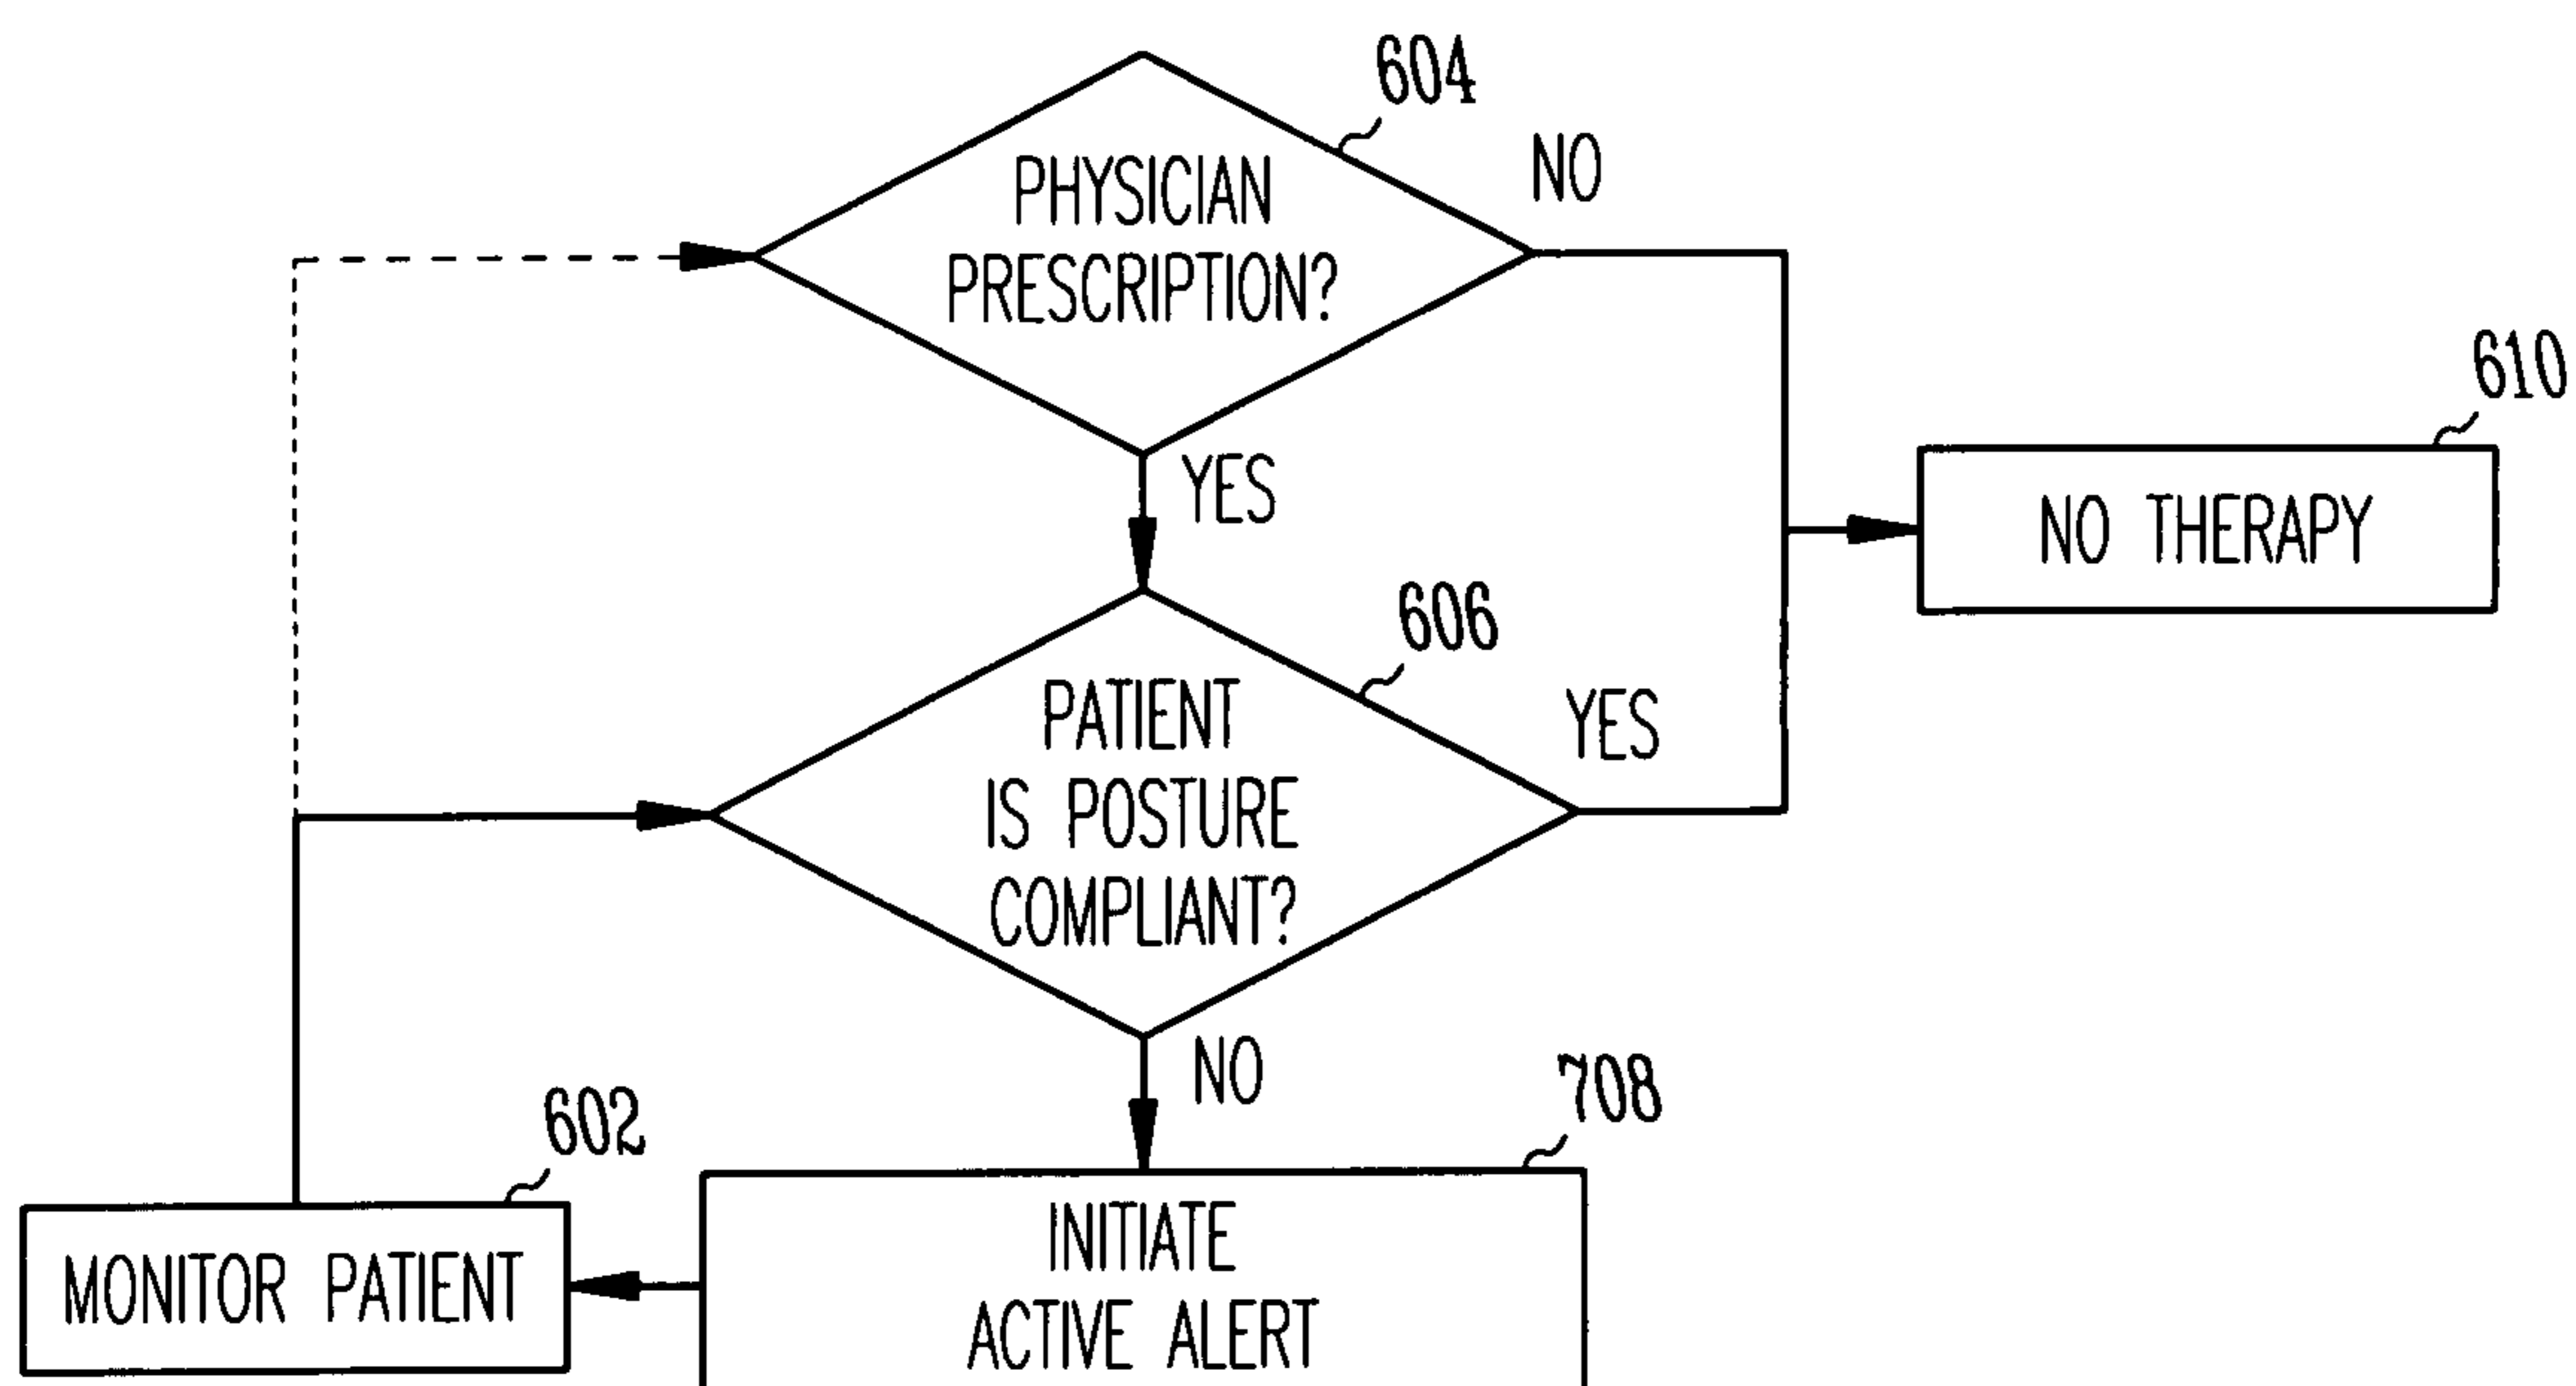 604
PHYSICIAN
PRESCRIPTION?
NO
YES
610
NO THERAPY
606
PATIENT
IS POSTURE
COMPLIANT?
YES
NO
602
MONITOR PATIENT
708
INITIATE
ACTIVE ALERT